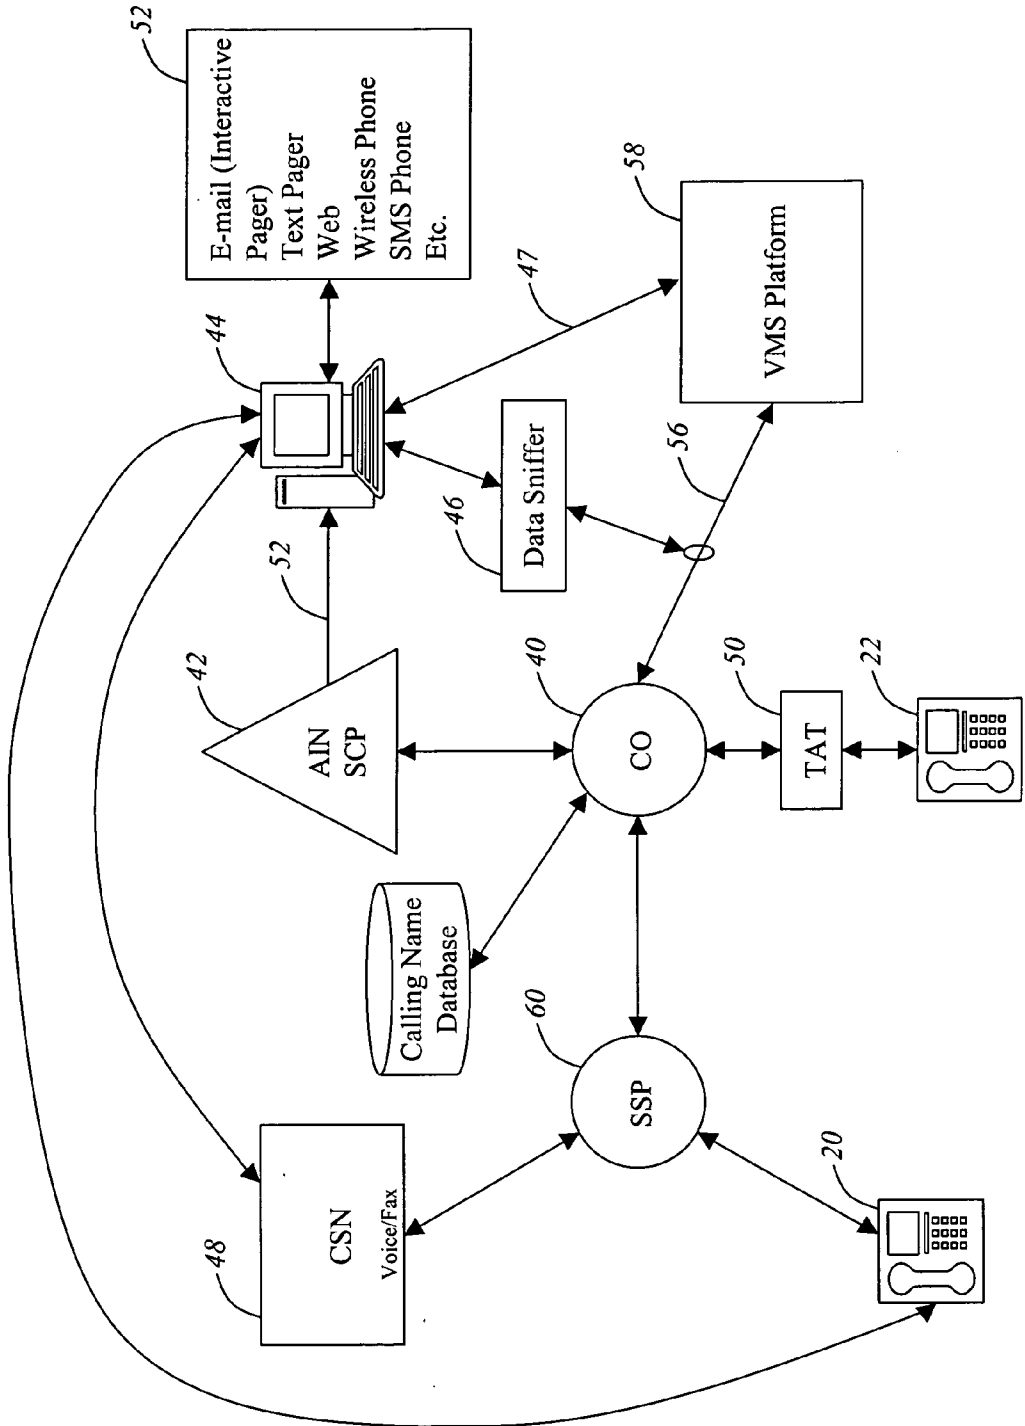 48
CSN
Voice/Fax
Calling Name
Database
42
AIN
SCP
52
44
52
E-mail (Interactive
Pager)
Text Pager
Web
Wireless Phone
SMS Phone
Etc.
46
Data Sniffer
47
60
SSP
40
CO
56
58
VMS Platform
50
TAT
20
22